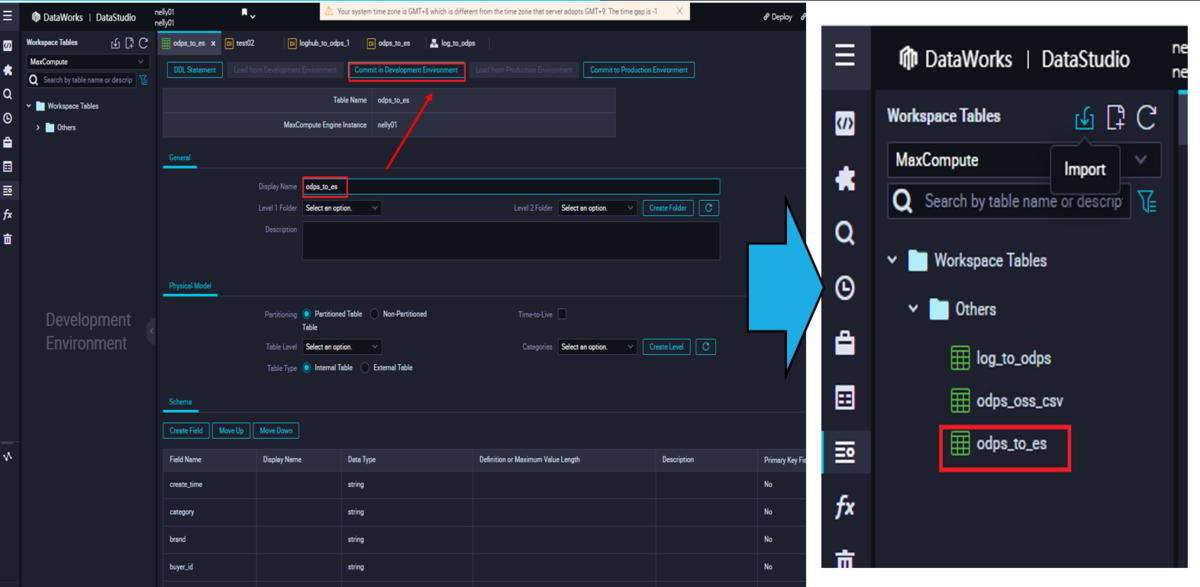 DataWorks | DataStudio
nelly01
nelly01
Your system time zone is GMT+8 which is different from the time zone that server adopts GMT+9. The time gap is -1
Deploy
Workspace Tables
MaxCompute
Search by table name or descrip
Workspace Tables
Others
Development
Environment
odps_to_es
test02
loghub_to_odps_1
odps_to_es
log_to_odps
DDL Statement
Load from Development Environment
Commit in Development Environment
Load from Production Environment
Commit to Production Environment
Table Name odps_to_es
MaxCompute Engine Instance nelly01
General
Display Name odps_to_es
Level 1 Folder Select an option. Level 2 Folder Select an option. Create Folder
Description
Physical Model
Partitioning Partitioned Table Non-Partitioned Time-to-Live
Table
Table Level Select an option. Categories Select an option. Create Level
Table Type Internal Table External Table
Schema
Create Field Move Up Move Down
Field Name Display Name Data Type Definition or Maximum Value Length Description Primary Key Fie
create_time string No
category string No
brand string No
buyer_id string No
DataWorks | DataStudio
ne
ne
Workspace Tables
MaxCompute
Import
Search by table name or descrip
Workspace Tables
Others
log_to_odps
odps_oss_csv
odps_to_es
fx